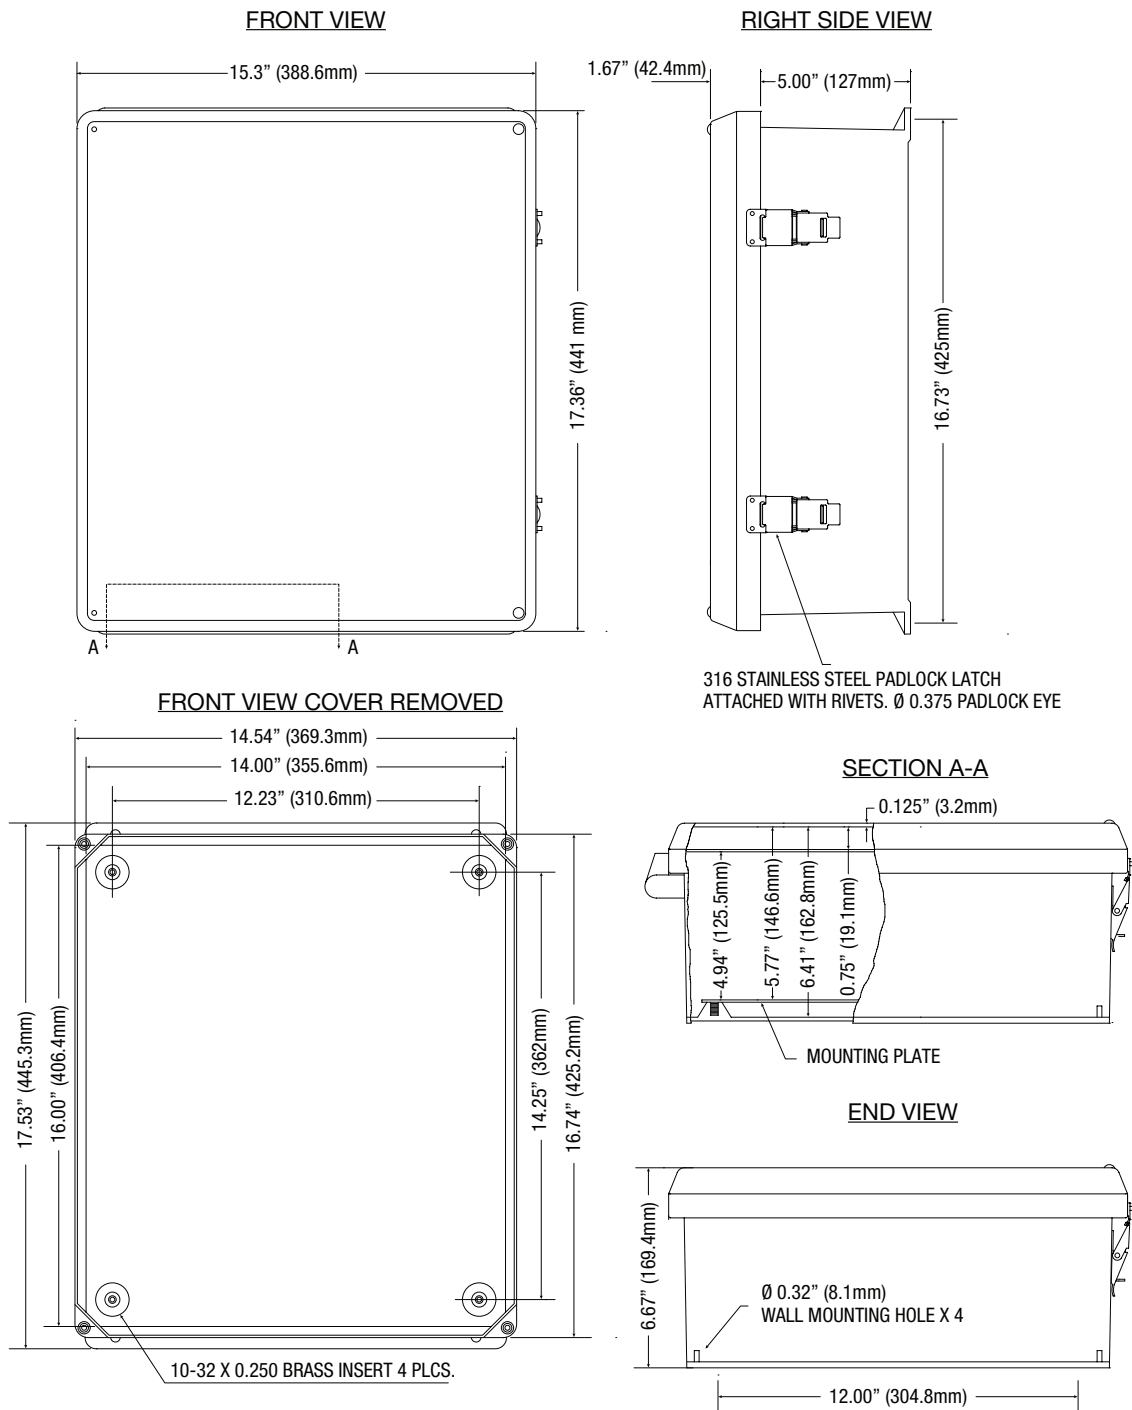 FRONT VIEW
15.3” (388.6mm)
17.36” (441 mm)
A
A
RIGHT SIDE VIEW
1.67” (42.4mm)
5.00” (127mm)
16.73” (425mm)
316 STAINLESS STEEL PADLOCK LATCH
ATTACHED WITH RIVETS. Ø 0.375 PADLOCK EYE
FRONT VIEW COVER REMOVED
14.54” (369.3mm)
14.00” (355.6mm)
12.23” (310.6mm)
17.53” (445.3mm)
16.00” (406.4mm)
14.25” (362mm)
16.74” (425.2mm)
10-32 X 0.250 BRASS INSERT 4 PLCS.
SECTION A-A
0.125” (3.2mm)
4.94” (125.5mm)
5.77” (146.6mm)
6.41” (162.8mm)
0.75” (19.1mm)
MOUNTING PLATE
END VIEW
6.67” (169.4mm)
Ø 0.32” (8.1mm)
WALL MOUNTING HOLE X 4
12.00” (304.8mm)